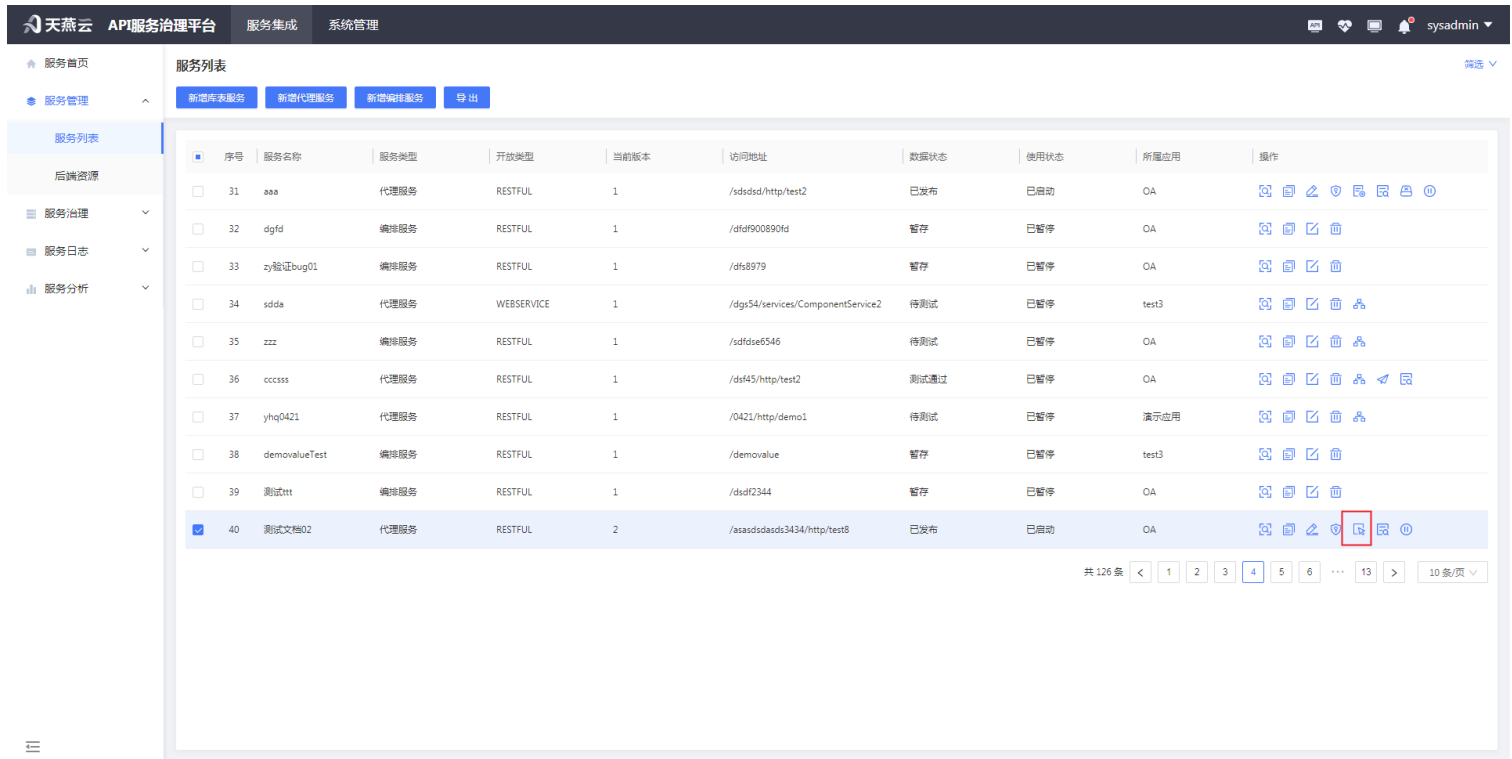 天燕云 API服务治理平台 服务集成 系统管理 API sysadmin
服务首页
服务管理
服务列表
后端资源
服务治理
服务日志
服务分析
服务列表 筛选
新增库表服务 新增代理服务 新增编排服务 导出
序号 服务名称 服务类型 开放类型 当前版本 访问地址 数据状态 使用状态 所属应用 操作
31 aaa 代理服务 RESTFUL 1 /sdsdsd/http/test2 已发布 已启动 OA
32 dgfd 编排服务 RESTFUL 1 /dfdf900890fd 暂存 已暂停 OA
33 zy验证bug01 编排服务 RESTFUL 1 /dfs8979 暂存 已暂停 OA
34 sdda 代理服务 WEBSERVICE 1 /dgs54/services/ComponentService2 待测试 已暂停 test3
35 zzz 编排服务 RESTFUL 1 /sdfdse6546 待测试 已暂停 OA
36 cccsss 代理服务 RESTFUL 1 /dsf45/http/test2 测试通过 已暂停 OA
37 yhq0421 代理服务 RESTFUL 1 /0421/http/demo1 待测试 已暂停 演示应用
38 demovalueTest 编排服务 RESTFUL 1 /demovalue 暂存 已暂停 test3
39 测试ttt 编排服务 RESTFUL 1 /dsdf2344 暂存 已暂停 OA
40 测试文档02 代理服务 RESTFUL 2 /asasdsdasds3434/http/test8 已发布 已启动 OA
共 126 条 < 1 2 3 4 5 6 ··· 13 > 10 条/页